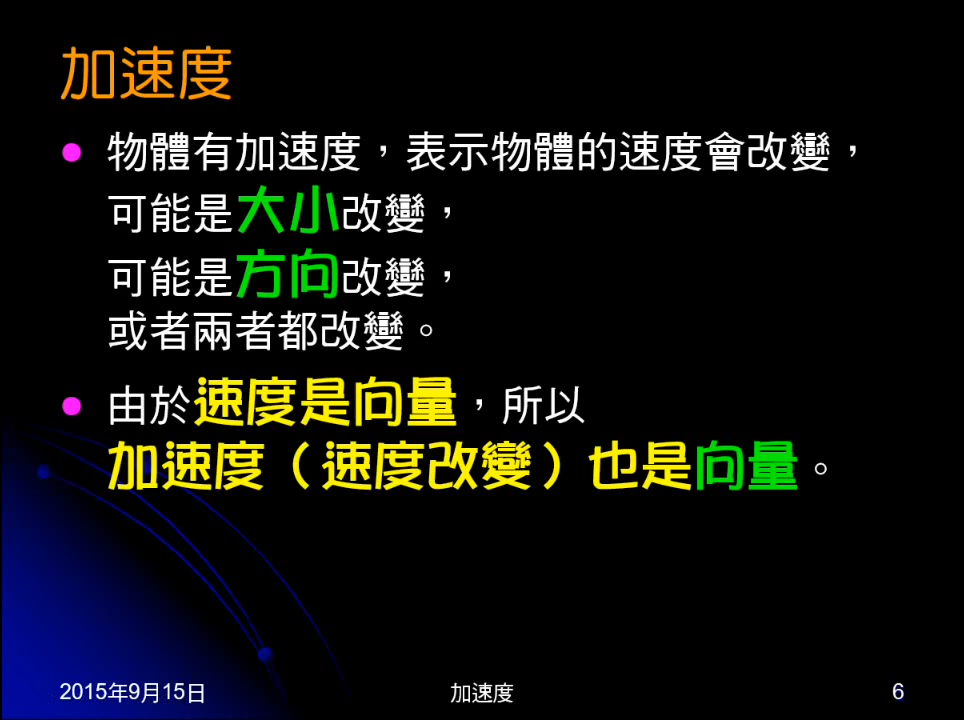 加速度
物體有加速度，表示物體的速度會改變，
可能是大小改變，
可能是方向改變，
或者兩者都改變。
由於速度是向量，所以
加速度（速度改變）也是向量。
2015年9月15日
加速度
6